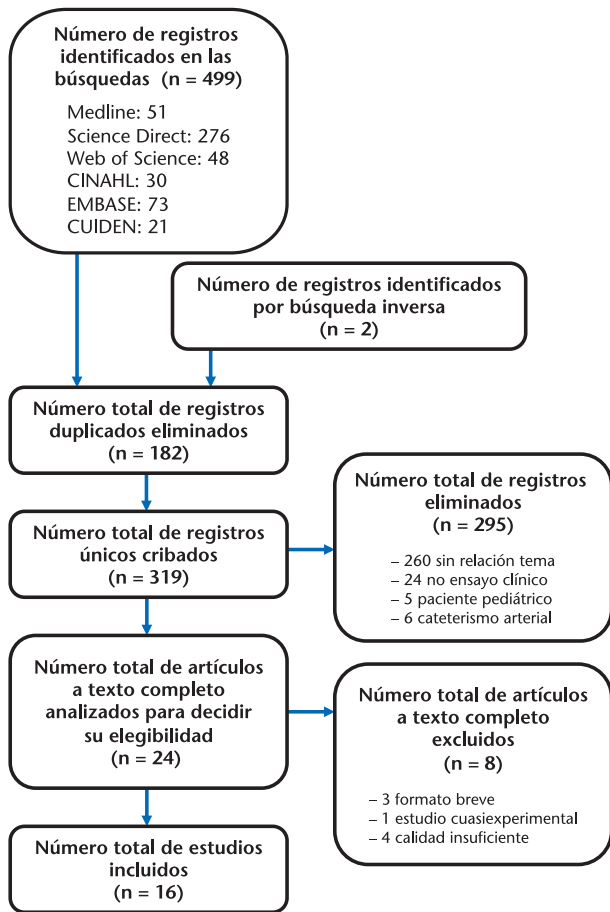 Número de registros
identificados en las
búsquedas (n = 499)
Medline: 51
Science Direct: 276
Web of Science: 48
CINAHL: 30
EMBASE: 73
CUIDEN: 21
Número de registros identificados
por búsqueda inversa
(n = 2)
Número total de registros
duplicados eliminados
(n = 182)
Número total de registros
únicos cribados
(n = 319)
Número total de registros
eliminados
(n = 295)
– 260 sin relación tema
– 24 no ensayo clínico
– 5 paciente pediátrico
– 6 cateterismo arterial
Número total de artículos
a texto completo
analizados para decidir
su elegibilidad
(n = 24)
Número total de artículos
a texto completo
excluidos
(n = 8)
– 3 formato breve
– 1 estudio cuasiexperimental
– 4 calidad insuficiente
Número total de estudios
incluidos
(n = 16)